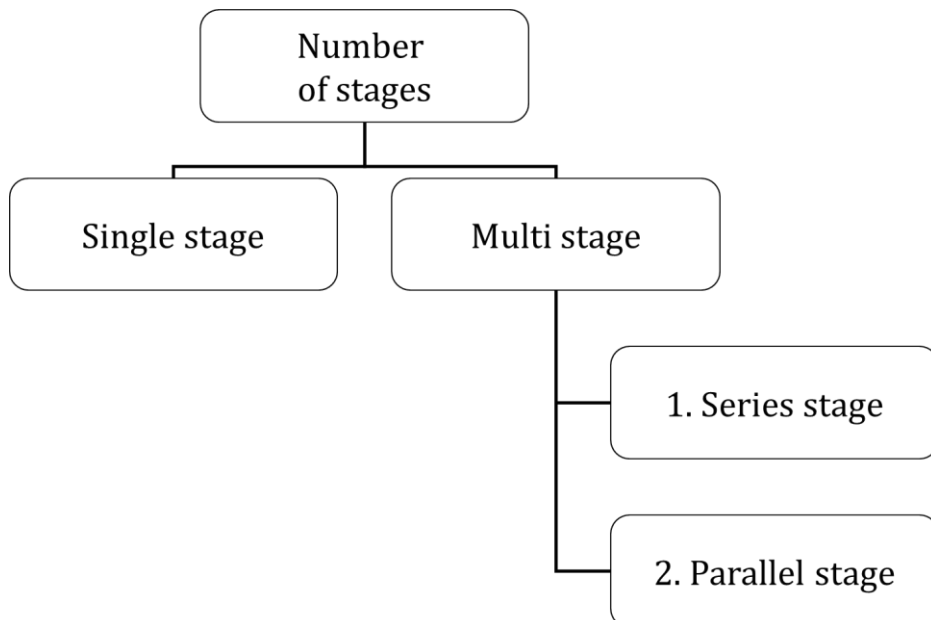 Number
of stages
Single stage
Multi stage
1. Series stage
2. Parallel stage